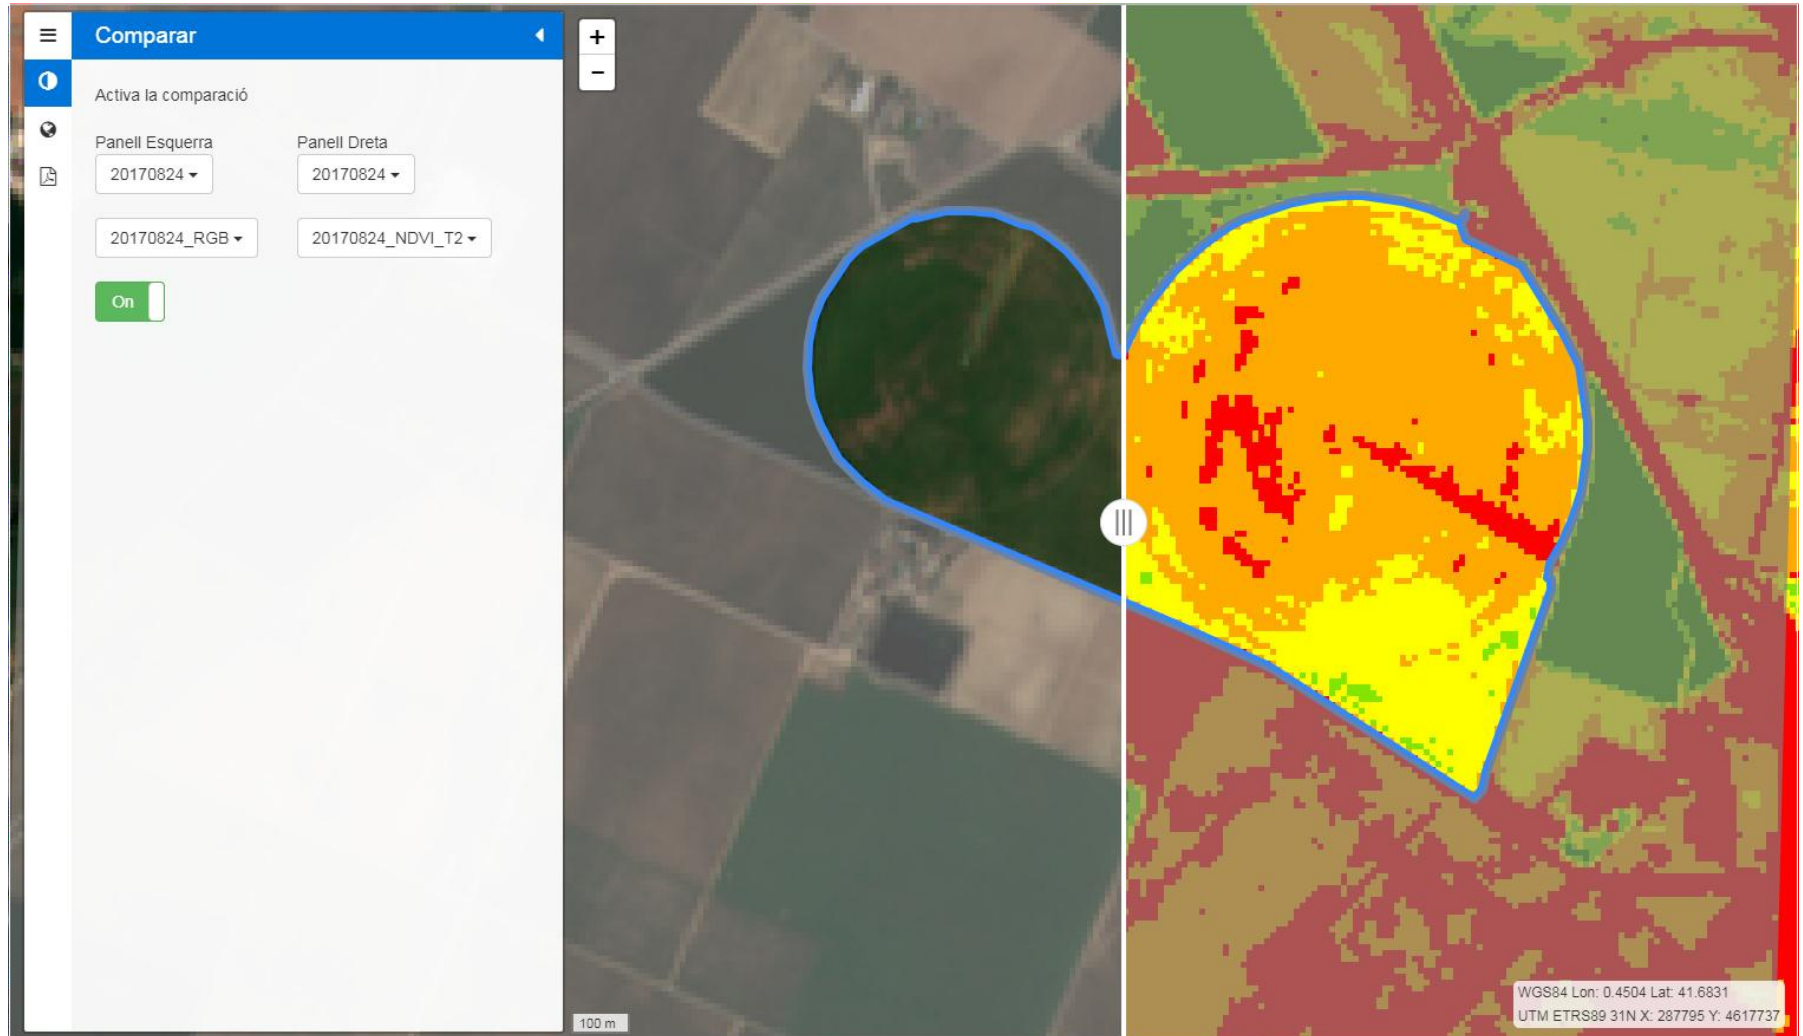 Comparar
Activa la comparació
Panell Esquerra
Panell Dreta
20170824
20170824
20170824_RGB
20170824_NDVI_T2
On
+
−
100 m
WGS84 Lon: 0.4504 Lat: 41.6831
UTM ETRS89 31N X: 287795 Y: 4617737